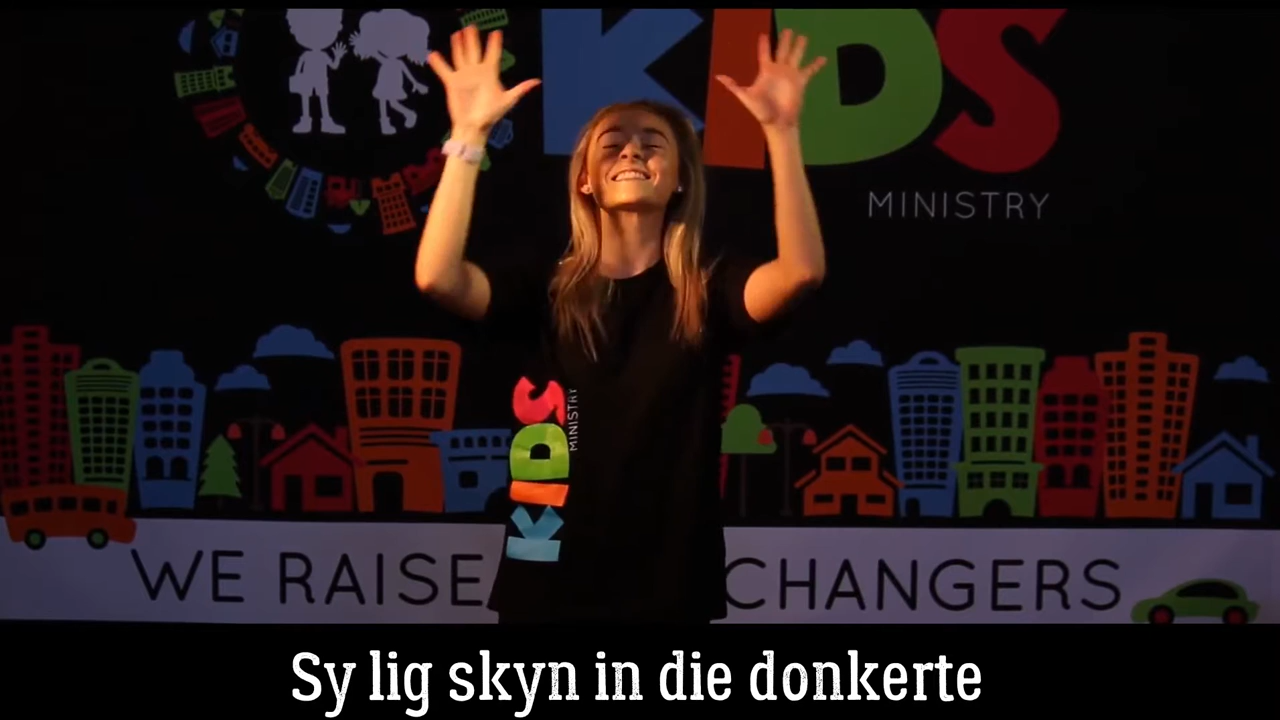 KIDS
MINISTRY
KIDS MINISTRY
WE RAISE CHANGERS
Sy lig skyn in die donkerte